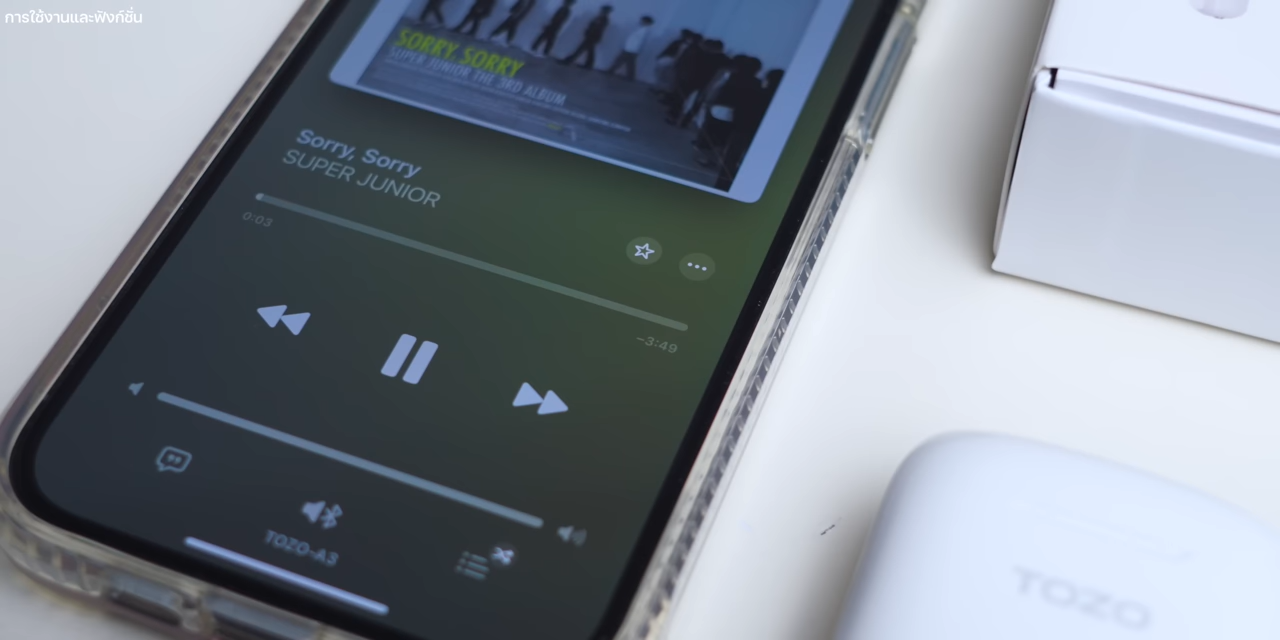 การใช้งานและฟังก์ชั่น
SORRY, SORRY
SUPER JUNIOR THE 3RD ALBUM
Sorry, Sorry
SUPER JUNIOR
0:03
-3:49
TOZO-A3
TOZO